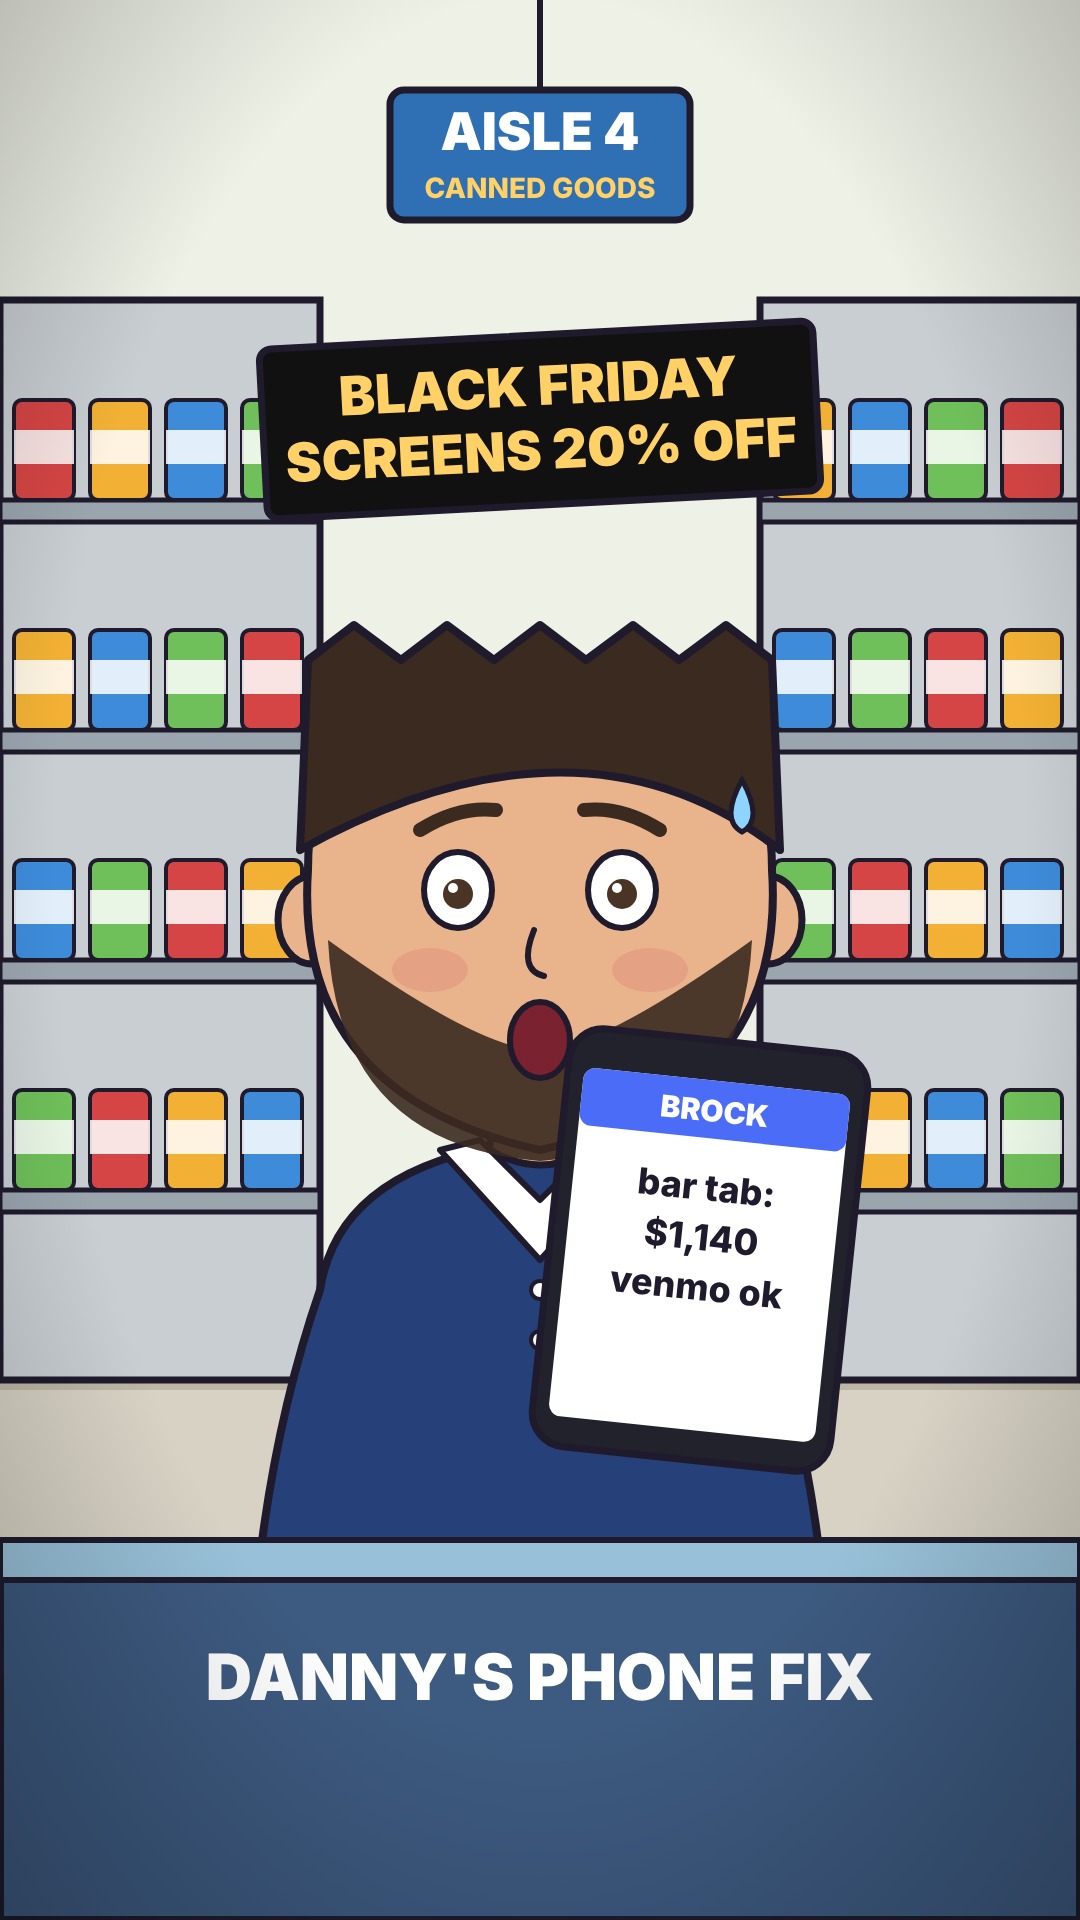 AISLE 4
CANNED GOODS
BLACK FRIDAY
SCREENS 20% OFF
BROCK
bar tab:
$1,140
venmo ok
DANNY'S PHONE FIX